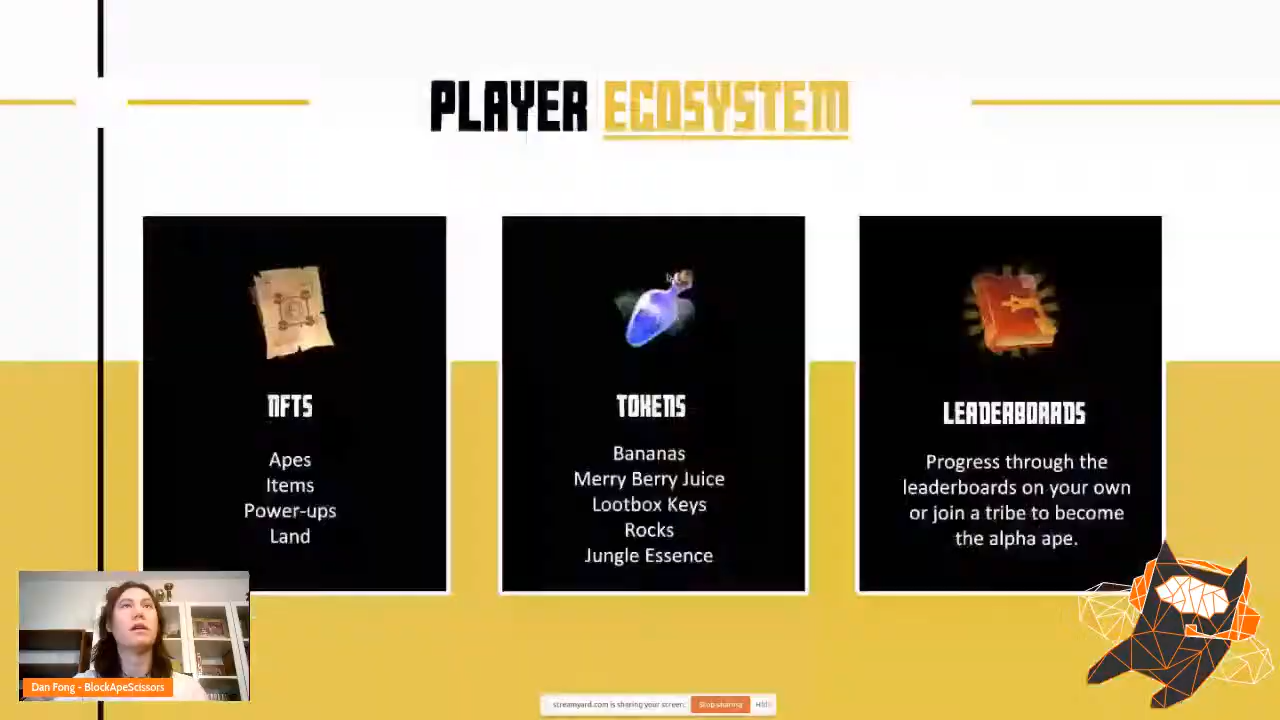 PLAYER ECOSYSTEM
NFTS
Apes
Items
Power-ups
Land
TOKENS
Bananas
Merry Berry Juice
Lootbox Keys
Rocks
Jungle Essence
LEADERBOARDS
Progress through the
leaderboards on your own
or join a tribe to become
the alpha ape.
Dan Fong - BlockApeScissors
streamyard.com is sharing your screen.
Stop sharing
Hide